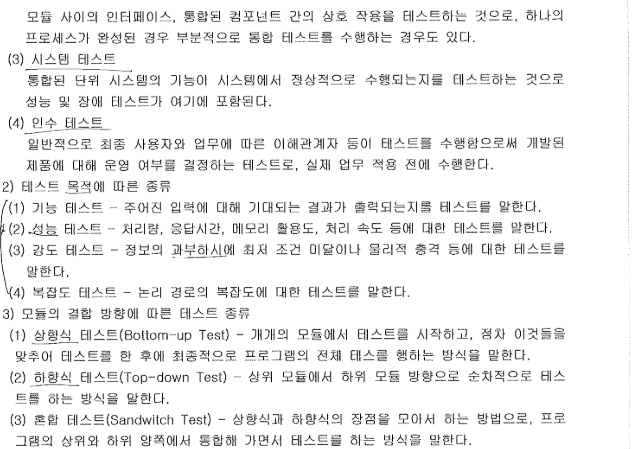 모듈 사이의 인터페이스, 통합된 컴포넌트 간의 상호 작용을 테스트하는 것으로, 하나의
프로세스가 완성된 경우 부분적으로 통합 테스트를 수행하는 경우도 있다.
(3) 시스템 테스트
통합된 단위 시스템의 기능이 시스템에서 정상적으로 수행되는지를 테스트하는 것으로
성능 및 장애 테스트가 여기에 포함된다.
(4) 인수 테스트
일반적으로 최종 사용자와 업무에 따른 이해관계자 등이 테스트를 수행함으로써 개발된
제품에 대해 운영 여부를 결정하는 테스트로, 실제 업무 적용 전에 수행한다.
2) 테스트 목적에 따른 종류
(1) 기능 테스트 - 주어진 입력에 대해 기대되는 결과가 출력되는지를 테스트를 말한다.
(2) 성능 테스트 - 처리량, 응답시간, 메모리 활용도, 처리 속도 등에 대한 테스트를 말한다.
(3) 강도 테스트 - 정보의 과부하시에 최저 조건 미달이나 물리적 충격 등에 대한 테스트를
말한다.
(4) 복잡도 테스트 - 논리 경로의 복잡도에 대한 테스트를 말한다.
3) 모듈의 결합 방향에 따른 테스트 종류
(1) 상향식 테스트(Bottom-up Test) - 개개의 모듈에서 테스트를 시작하고, 점차 이것들을
맞추어 테스트를 한 후에 최종적으로 프로그램의 전체 테스를 행하는 방식을 말한다.
(2) 하향식 테스트(Top-down Test) - 상위 모듈에서 하위 모듈 방향으로 순차적으로 테스
트를 하는 방식을 말한다.
(3) 혼합 테스트(Sandwitch Test) - 상향식과 하향식의 장점을 모아서 하는 방법으로, 프로
그램의 상위와 하위 양쪽에서 통합해 가면서 테스트를 하는 방식을 말한다.